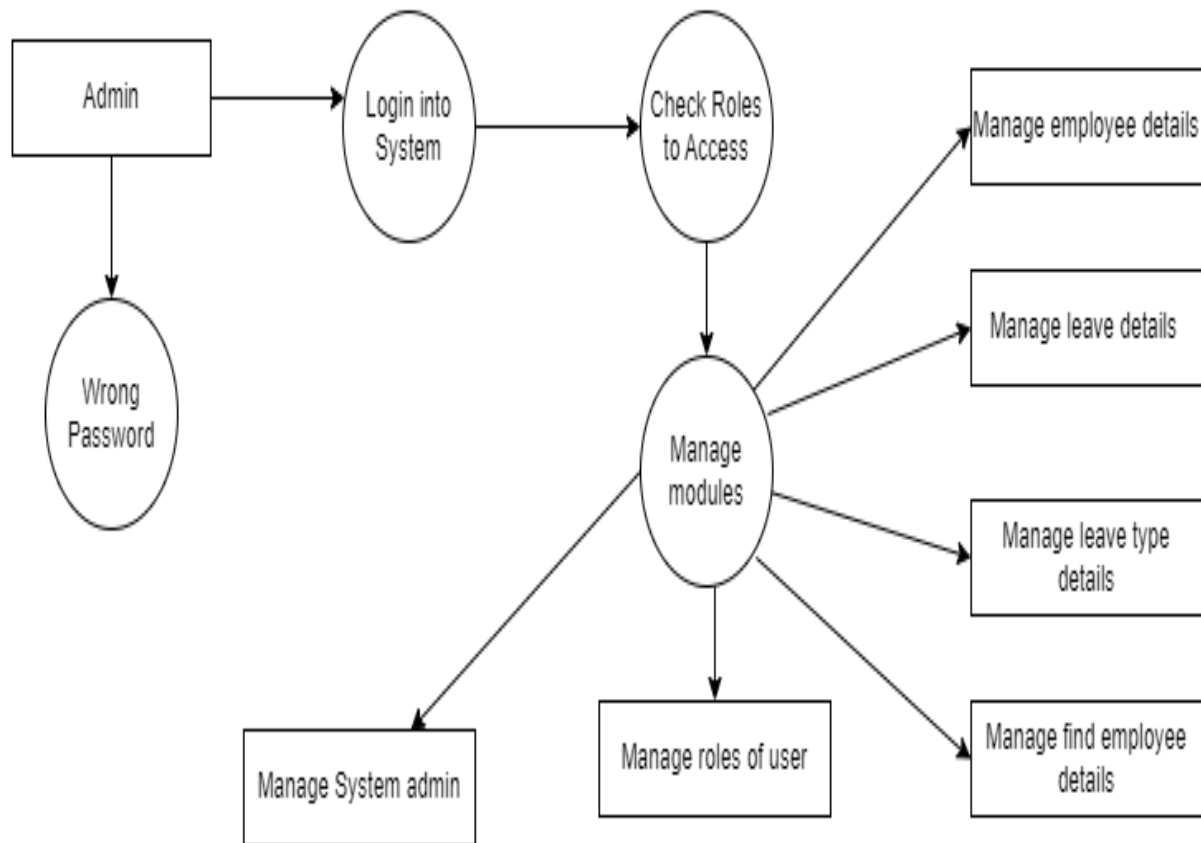 Admin
Login into
System
Check Roles
to Access
Manage employee details
Manage leave details
Wrong
Password
Manage
modules
Manage leave type
details
Manage System admin
Manage roles of user
Manage find employee
details